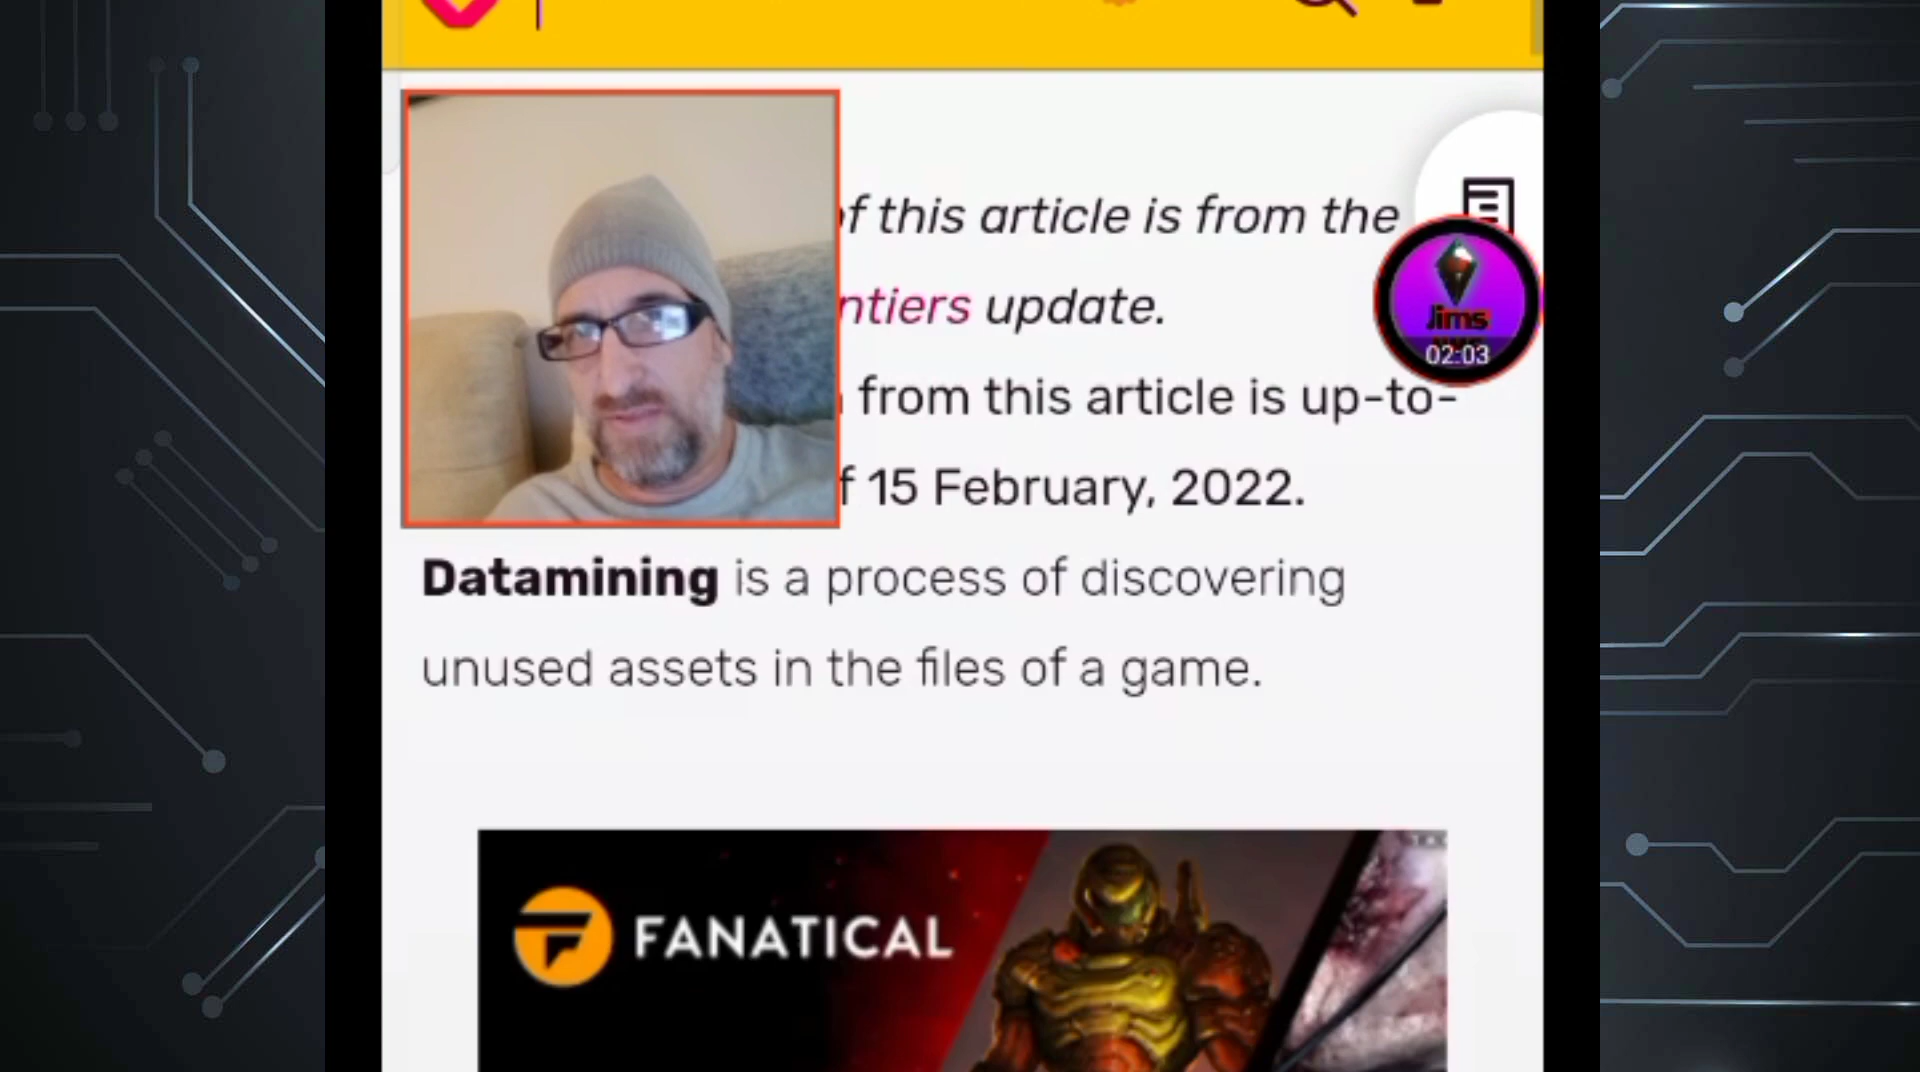 of this article is from the
ntiers update.
Jims
02:03
from this article is up-to-
f 15 February, 2022.
Datamining is a process of discovering
unused assets in the files of a game.
FANATICAL